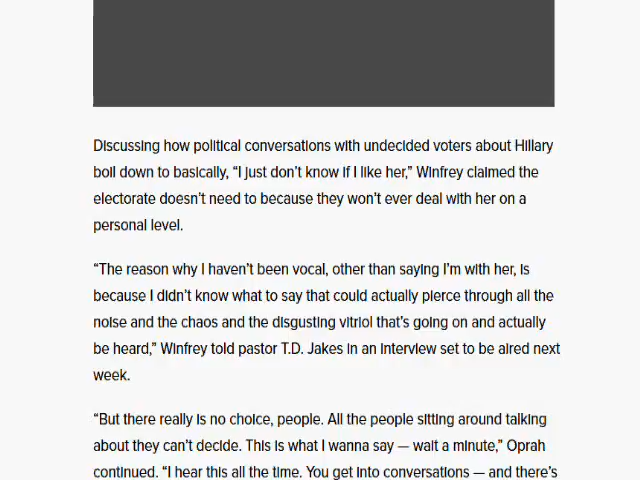 Discussing how political conversations with undecided voters about Hillary
boil down to basically, “I just don’t know if I like her,” Winfrey claimed the
electorate doesn’t need to because they won’t ever deal with her on a
personal level.
“The reason why I haven’t been vocal, other than saying I’m with her, is
because I didn’t know what to say that could actually pierce through all the
noise and the chaos and the disgusting vitriol that’s going on and actually
be heard,” Winfrey told pastor T.D. Jakes in an interview set to be aired next
week.
“But there really is no choice, people. All the people sitting around talking
about they can’t decide. This is what I wanna say — wait a minute,” Oprah
continued. “I hear this all the time. You get into conversations — and there’s